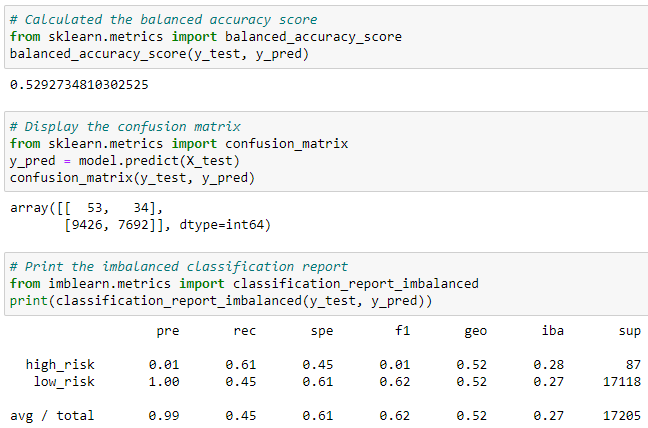 # Calculated the balanced accuracy score
from sklearn.metrics import balanced_accuracy_score
balanced_accuracy_score(y_test, y_pred)
0.5292734810302525
# Display the confusion matrix
from sklearn.metrics import confusion_matrix
y_pred = model.predict(X_test)
confusion_matrix(y_test, y_pred)
array([[  53,   34],
       [9426, 7692]], dtype=int64)
# Print the imbalanced classification report
from imblearn.metrics import classification_report_imbalanced
print(classification_report_imbalanced(y_test, y_pred))
pre rec spe f1 geo iba sup
high_risk 0.01 0.61 0.45 0.01 0.52 0.28 87
low_risk 1.00 0.45 0.61 0.62 0.52 0.27 17118
avg / total 0.99 0.45 0.61 0.62 0.52 0.27 17205